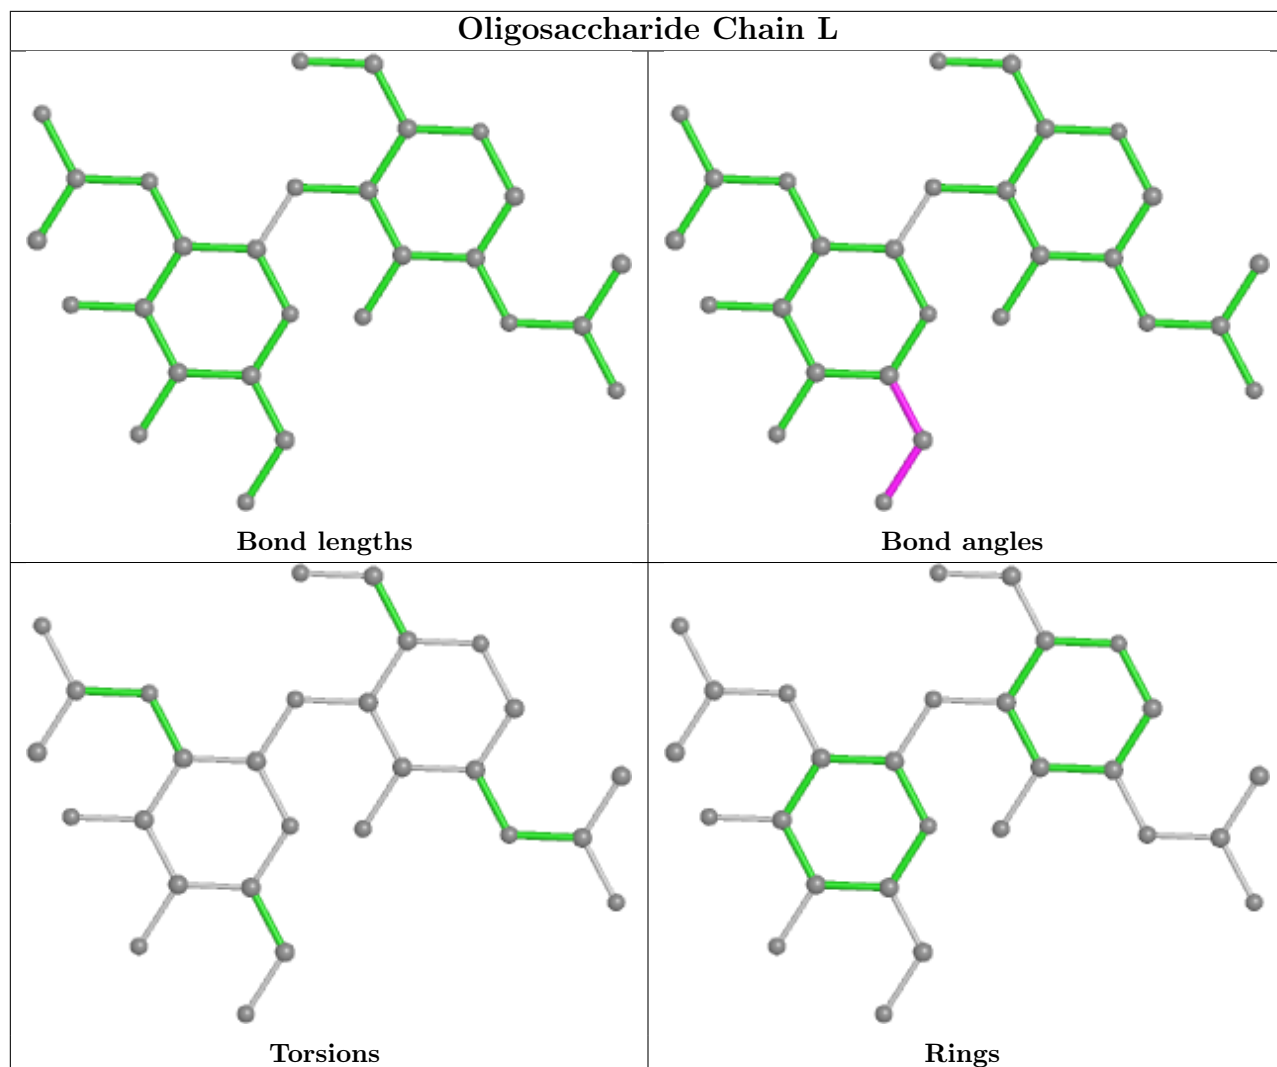 Oligosaccharide Chain L
Bond lengths
Bond angles
Torsions
Rings